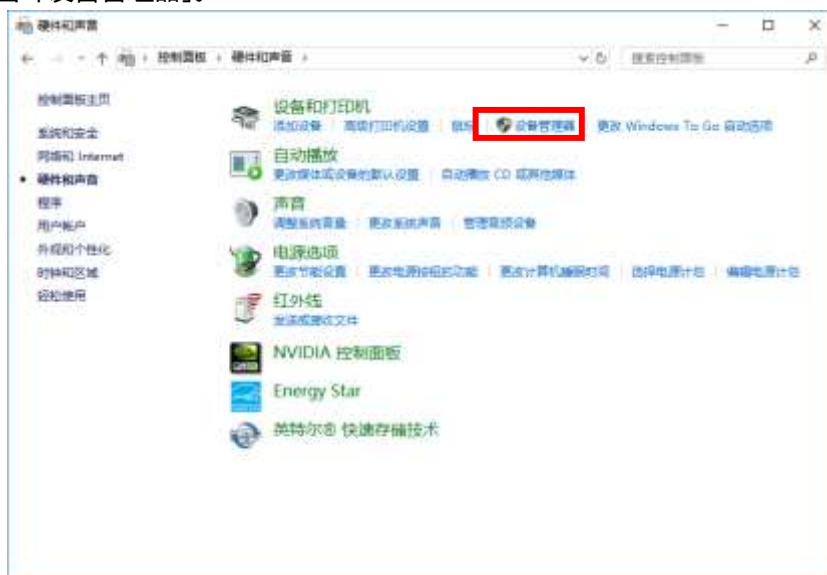 硬件和声音
控制面板 › 硬件和声音 ›
搜索控制面板
控制面板主页
系统和安全
网络和 Internet
硬件和声音
程序
用户帐户
外观和个性化
时钟和区域
轻松使用
设备和打印机
添加设备 高级打印机设置 鼠标 设备管理器 更改 Windows To Go 启动选项
自动播放
更改媒体或设备的默认设置 自动播放 CD 或其他媒体
声音
调整系统音量 更改系统声音 管理音频设备
电源选项
更改节能设置 更改电源按钮的功能 更改计算机睡眠时间 选择电源计划 编辑电源计划
红外线
发送或接收文件
NVIDIA 控制面板
Energy Star
英特尔® 快速存储技术